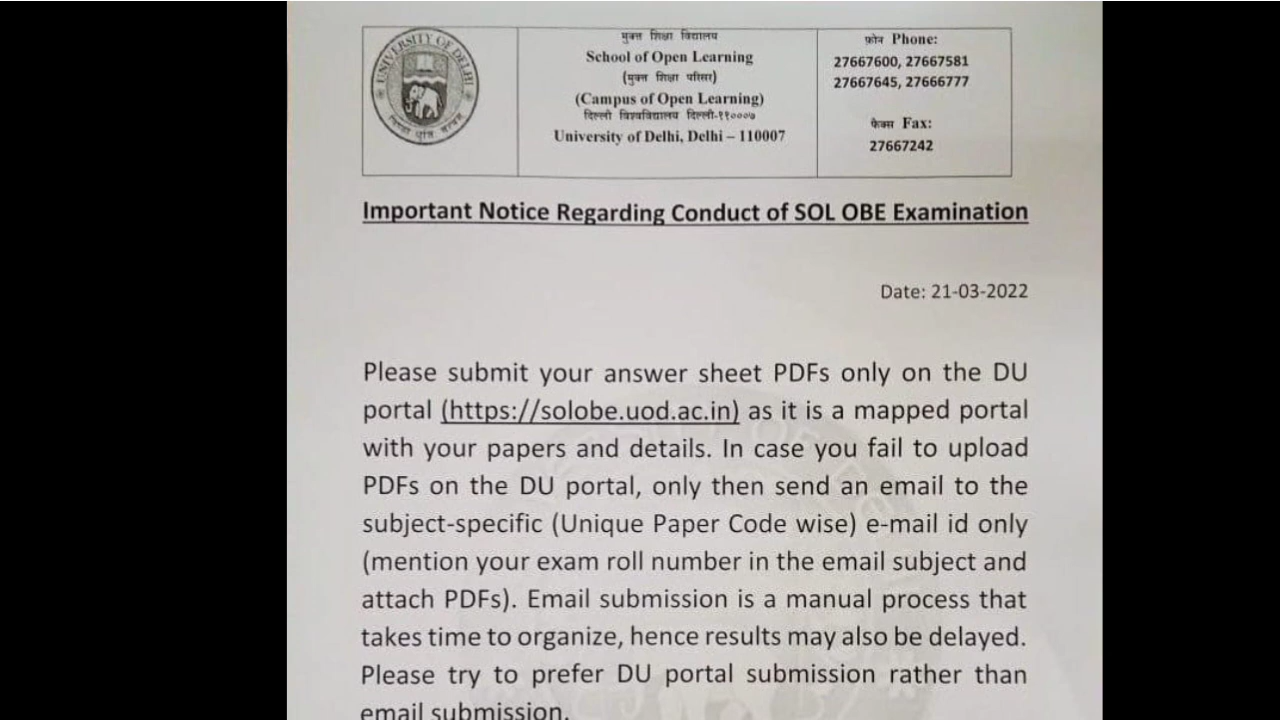 UNIVERSITY OF DELHI
मुक्त शिक्षा विद्यालय
School of Open Learning
(मुक्त शिक्षा परिसर)
(Campus of Open Learning)
दिल्ली विश्वविद्यालय दिल्ली-११०००७
University of Delhi, Delhi – 110007
फ़ोन Phone:
27667600, 27667581
27667645, 27666777
फेक्स Fax:
27667242
Important Notice Regarding Conduct of SOL OBE Examination
Date: 21-03-2022
Please submit your answer sheet PDFs only on the DU
portal (https://solobe.uod.ac.in) as it is a mapped portal
with your papers and details. In case you fail to upload
PDFs on the DU portal, only then send an email to the
subject-specific (Unique Paper Code wise) e-mail id only
(mention your exam roll number in the email subject and
attach PDFs). Email submission is a manual process that
takes time to organize, hence results may also be delayed.
Please try to prefer DU portal submission rather than
email submission.